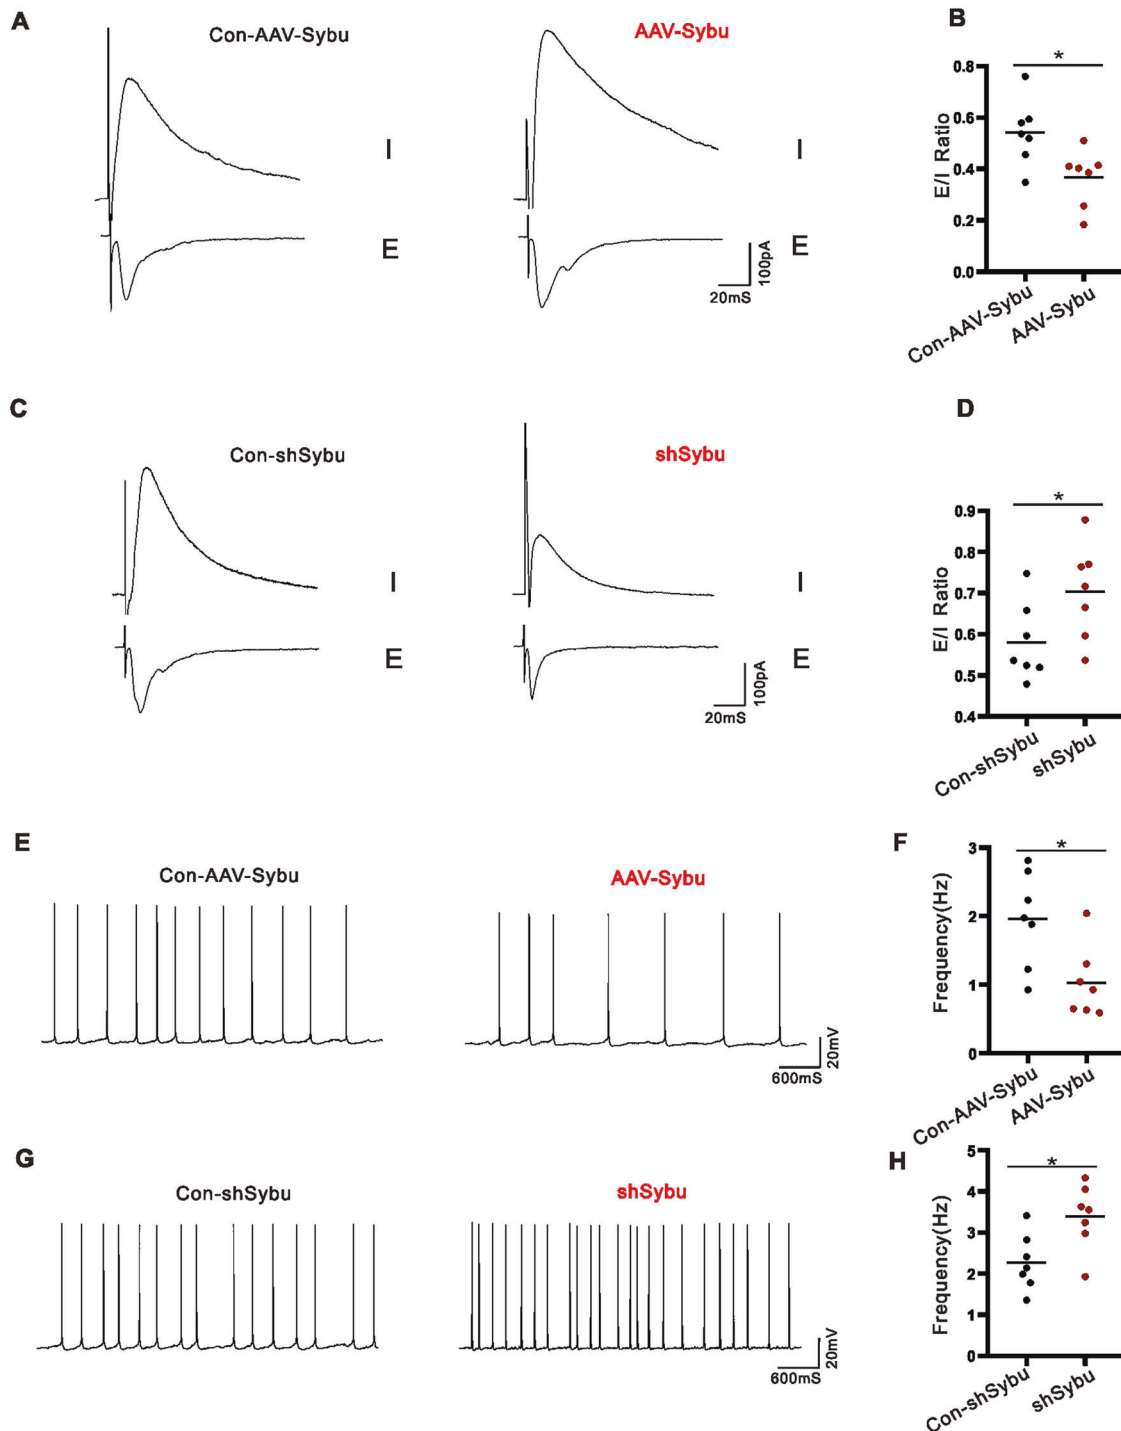 A
Con-AAV-Sybu
AAV-Sybu
I
E
I
E
100pA
20mS
B
*
E/I Ratio
0.8
0.6
0.4
0.2
0.0
Con-AAV-Sybu
AAV-Sybu
C
Con-shSybu
shSybu
I
E
I
E
100pA
20mS
D
*
E/I Ratio
0.9
0.8
0.7
0.6
0.5
0.4
Con-shSybu
shSybu
E
Con-AAV-Sybu
AAV-Sybu
20mV
600mS
F
*
Frequency(Hz)
3
2
1
0
Con-AAV-Sybu
AAV-Sybu
G
Con-shSybu
shSybu
20mV
600mS
H
*
Frequency(Hz)
5
4
3
2
1
0
Con-shSybu
shSybu